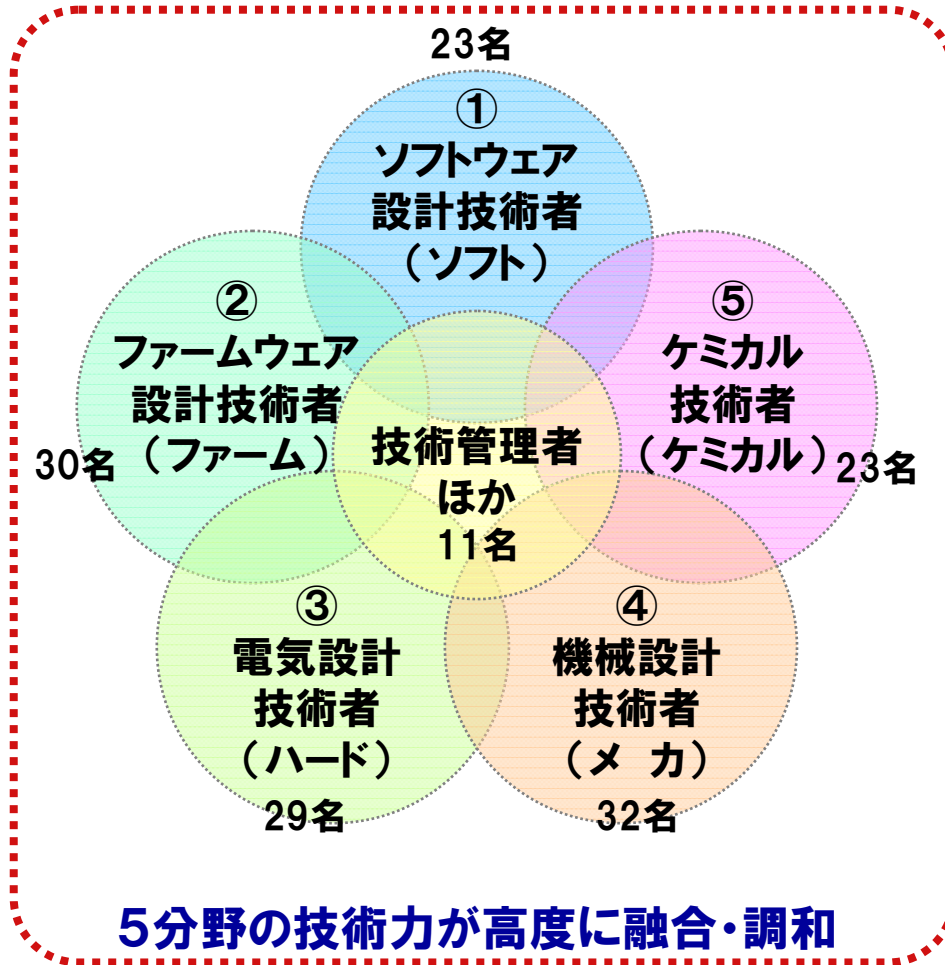 23名
①
ソフトウェア
設計技術者
(ソフト)
②
ファームウェア
設計技術者
(ファーム)
30名
⑤
ケミカル
技術者
(ケミカル)
23名
技術管理者
ほか
11名
③
電気設計
技術者
(ハード)
29名
④
機械設計
技術者
(メ カ)
32名
5分野の技術力が高度に融合・調和